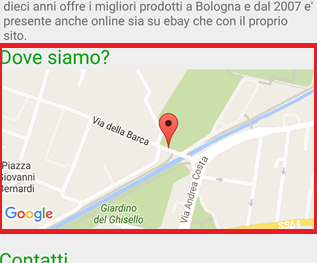 dieci anni offre i migliori prodotti a Bologna e dal 2007 e'
presente anche online sia su ebay che con il proprio
sito.
Dove siamo?
Via della Barca
Piazza
Giovanni
Bernardi
Via Andrea Costa
Giardino
del Ghisello
Google
SS64
Contatti